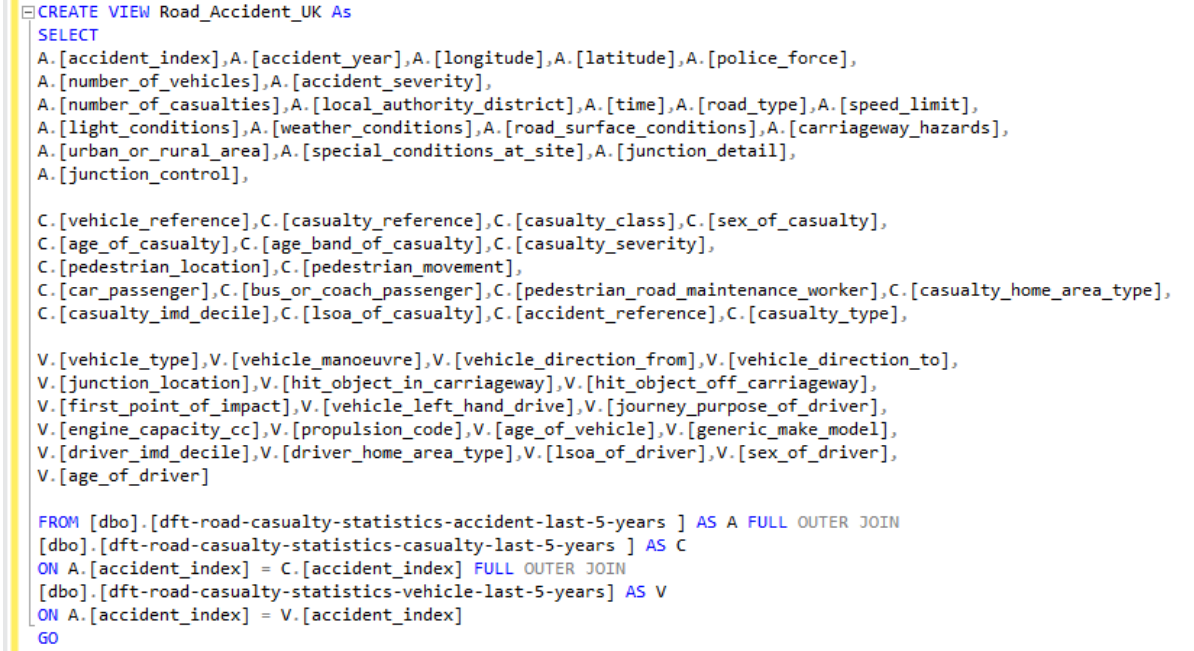 CREATE VIEW Road_Accident_UK As
SELECT
A.[accident_index],A.[accident_year],A.[longitude],A.[latitude],A.[police_force],
A.[number_of_vehicles],A.[accident_severity],
A.[number_of_casualties],A.[local_authority_district],A.[time],A.[road_type],A.[speed_limit],
A.[light_conditions],A.[weather_conditions],A.[road_surface_conditions],A.[carriageway_hazards],
A.[urban_or_rural_area],A.[special_conditions_at_site],A.[junction_detail],
A.[junction_control],
C.[vehicle_reference],C.[casualty_reference],C.[casualty_class],C.[sex_of_casualty],
C.[age_of_casualty],C.[age_band_of_casualty],C.[casualty_severity],
C.[pedestrian_location],C.[pedestrian_movement],
C.[car_passenger],C.[bus_or_coach_passenger],C.[pedestrian_road_maintenance_worker],C.[casualty_home_area_type],
C.[casualty_imd_decile],C.[lsoa_of_casualty],C.[accident_reference],C.[casualty_type],
V.[vehicle_type],V.[vehicle_manoeuvre],V.[vehicle_direction_from],V.[vehicle_direction_to],
V.[junction_location],V.[hit_object_in_carriageway],V.[hit_object_off_carriageway],
V.[first_point_of_impact],V.[vehicle_left_hand_drive],V.[journey_purpose_of_driver],
V.[engine_capacity_cc],V.[propulsion_code],V.[age_of_vehicle],V.[generic_make_model],
V.[driver_imd_decile],V.[driver_home_area_type],V.[lsoa_of_driver],V.[sex_of_driver],
V.[age_of_driver]
FROM [dbo].[dft-road-casualty-statistics-accident-last-5-years ] AS A FULL OUTER JOIN
[dbo].[dft-road-casualty-statistics-casualty-last-5-years ] AS C
ON A.[accident_index] = C.[accident_index] FULL OUTER JOIN
[dbo].[dft-road-casualty-statistics-vehicle-last-5-years] AS V
ON A.[accident_index] = V.[accident_index]
GO